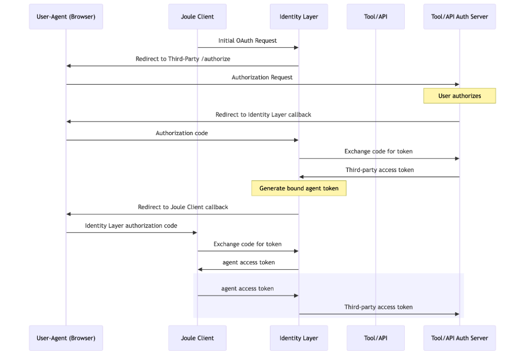 User-Agent (Browser) Joule Client Identity Layer Tool/API Tool/API Auth Server
Initial OAuth Request
Redirect to Third-Party /authorize
Authorization Request
User authorizes
Redirect to Identity Layer callback
Authorization code
Exchange code for token
Third-party access token
Generate bound agent token
Redirect to Joule Client callback
Identity Layer authorization code
Exchange code for token
agent access token
agent access token
Third-party access token
User-Agent (Browser) Joule Client Identity Layer Tool/API Tool/API Auth Server